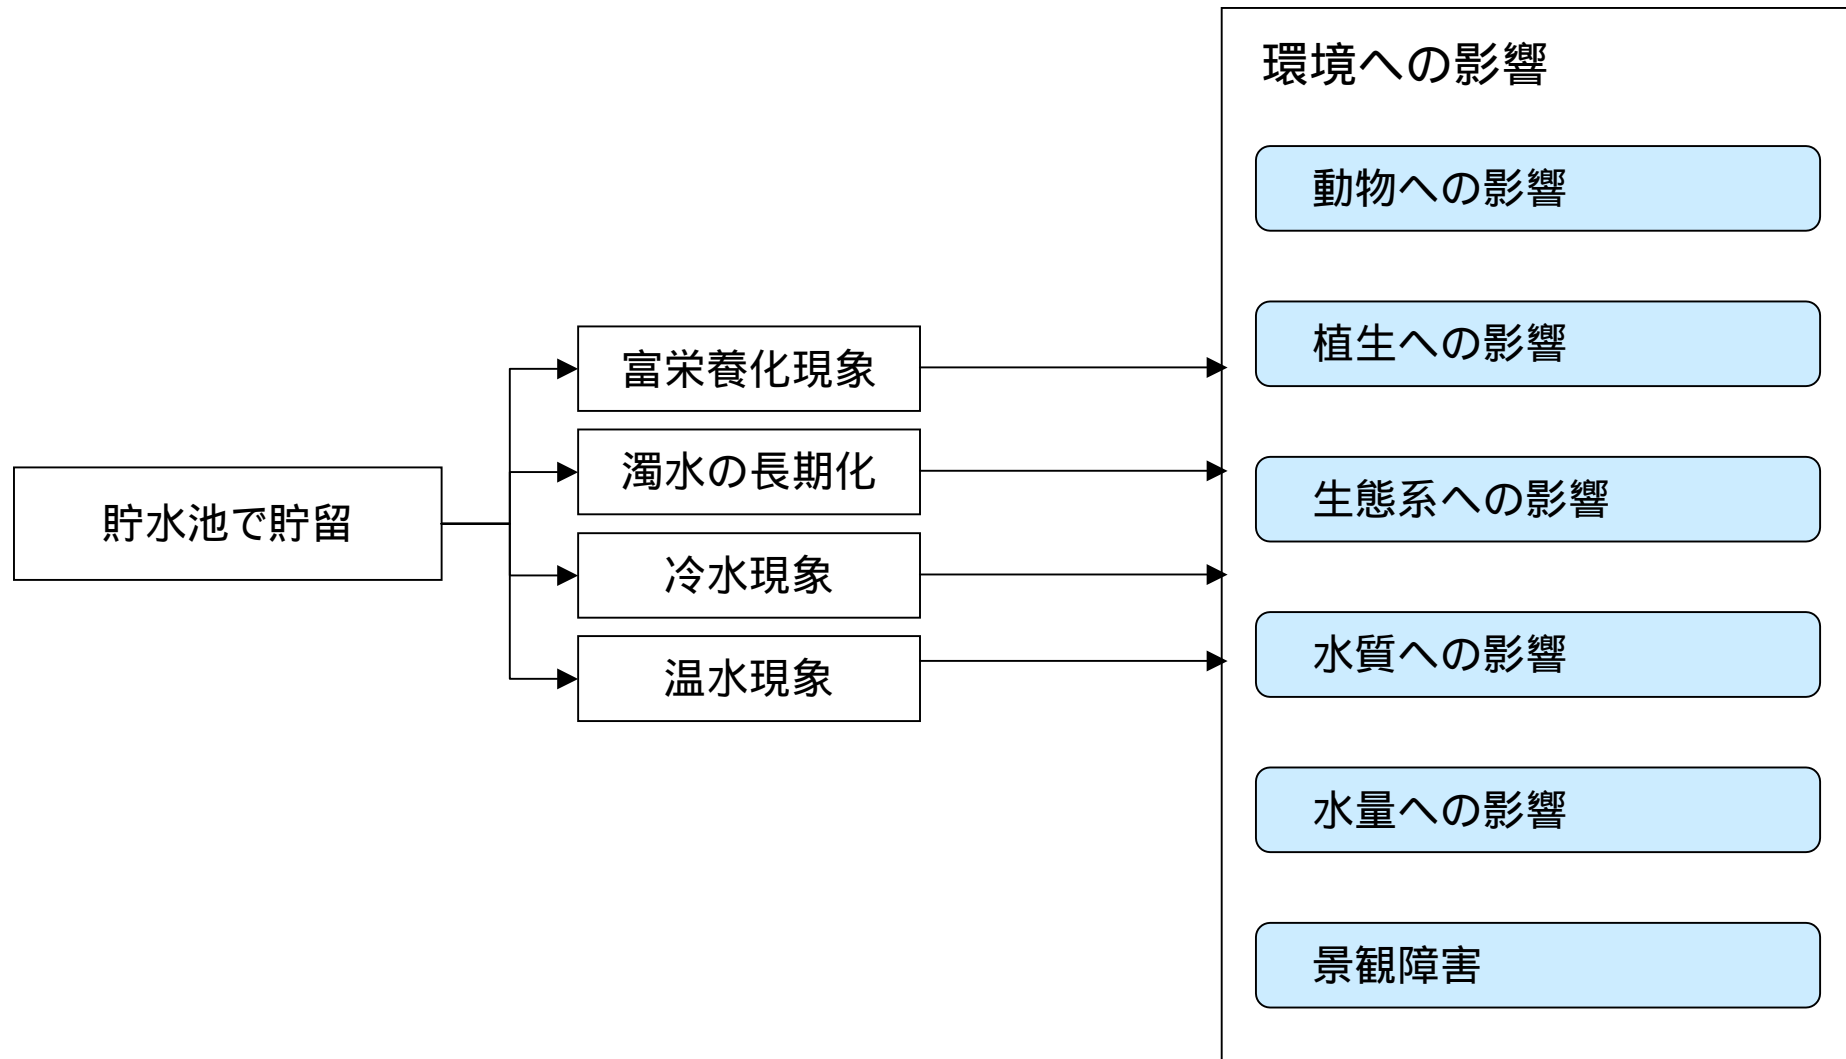 環境への影響
動物への影響
植生への影響
富栄養化現象
濁水の長期化
生態系への影響
貯水池で貯留
冷水現象
水質への影響
温水現象
水量への影響
景観障害